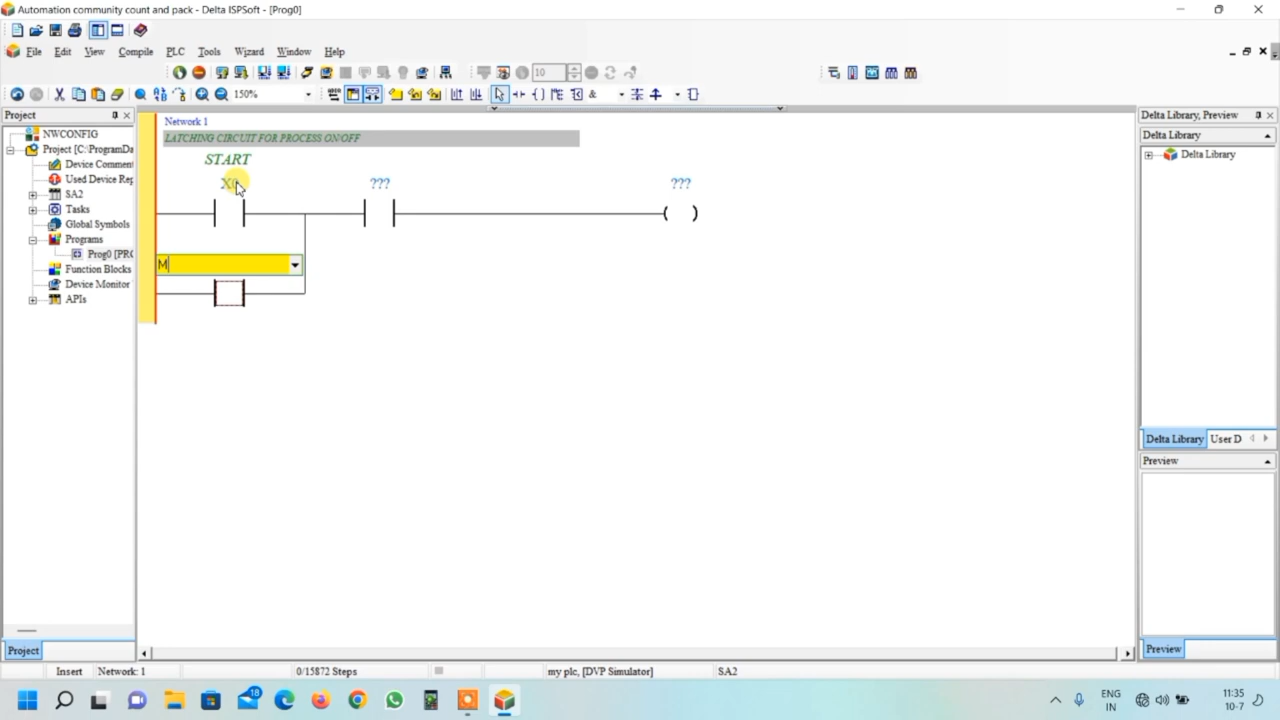 Automation community count and pack - Delta ISPSoft - [Prog0]
File Edit View Compile PLC Tools Wizard Window Help
10
150% &
Project
NWCONFIG
Project [C:\ProgramDa
Device Comment
Used Device Rep
SA2
Tasks
Global Symbols
Programs
Prog0 [PRC
Function Blocks
Device Monitor
APIs
Project
Network 1
LATCHING CIRCUIT FOR PROCESS ON/OFF
START
X0 ??? ???
M
Delta Library, Preview
Delta Library
Delta Library
Delta Library User D
Preview
Preview
Insert Network: 1 0/15872 Steps my plc, [DVP Simulator] SA2
18
ENG
IN
11:35
10-7